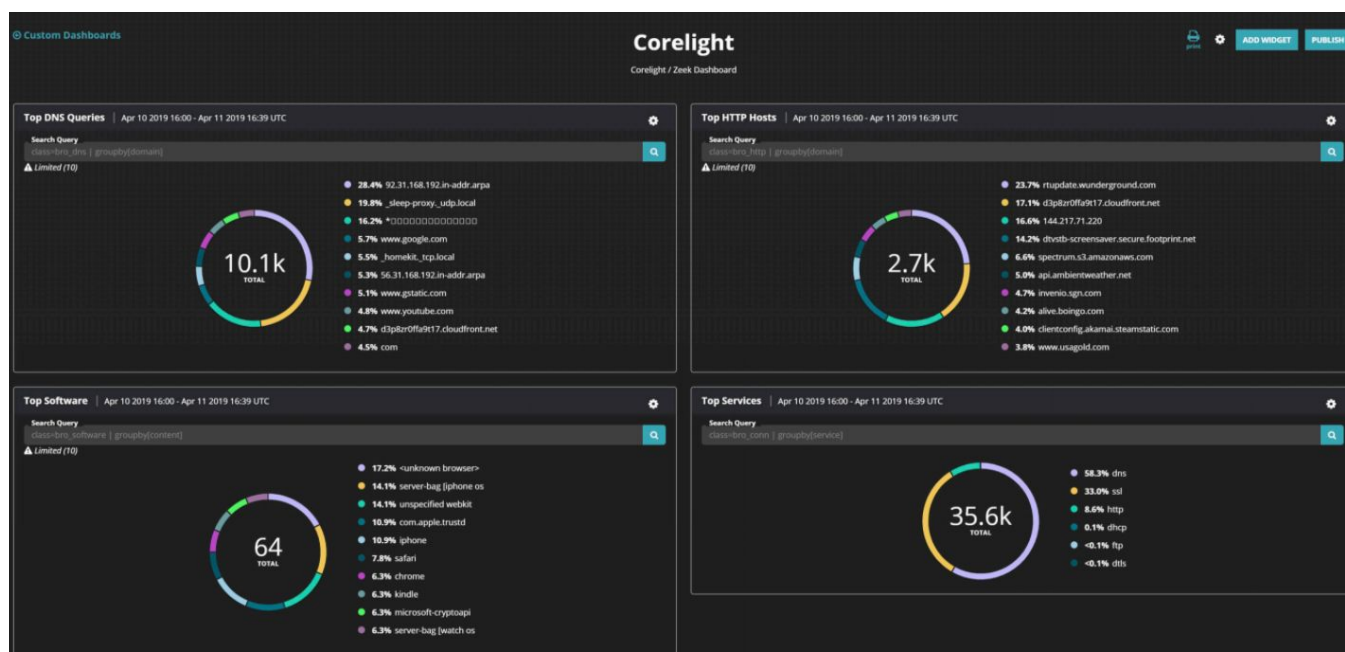 Custom Dashboards
Corelight
Corelight / Zeek Dashboard
print
ADD WIDGET
PUBLISH
Top DNS Queries | Apr 10 2019 16:00 - Apr 11 2019 16:39 UTC
Search Query
class=bro_dns | groupby[domain]
Limited (10)
10.1k
TOTAL
28.4% 92.31.168.192.in-addr.arpa
19.8% _sleep-proxy._udp.local
16.2% *▯▯▯▯▯▯▯▯▯▯▯▯▯▯
5.7% www.google.com
5.5% _homekit._tcp.local
5.3% 56.31.168.192.in-addr.arpa
5.1% www.gstatic.com
4.8% www.youtube.com
4.7% d3p8zr0ffa9t17.cloudfront.net
4.5% com
Top HTTP Hosts | Apr 10 2019 16:00 - Apr 11 2019 16:39 UTC
Search Query
class=bro_http | groupby[domain]
Limited (10)
2.7k
TOTAL
23.7% rtupdate.wunderground.com
17.1% d3p8zr0ffa9t17.cloudfront.net
16.6% 144.217.71.220
14.2% dtvstb-screensaver.secure.footprint.net
6.6% spectrum.s3.amazonaws.com
5.0% api.ambientweather.net
4.7% invenio.sgn.com
4.2% alive.boingo.com
4.0% clientconfig.akamai.steamstatic.com
3.8% www.usagold.com
Top Software | Apr 10 2019 16:00 - Apr 11 2019 16:39 UTC
Search Query
class=bro_software | groupby[content]
Limited (10)
64
TOTAL
17.2% <unknown browser>
14.1% server-bag [iphone os
14.1% unspecified webkit
10.9% com.apple.trustd
10.9% iphone
7.8% safari
6.3% chrome
6.3% kindle
6.3% microsoft-cryptoapi
6.3% server-bag [watch os
Top Services | Apr 10 2019 16:00 - Apr 11 2019 16:39 UTC
Search Query
class=bro_conn | groupby[service]
35.6k
TOTAL
58.3% dns
33.0% ssl
8.6% http
0.1% dhcp
<0.1% ftp
<0.1% dtls